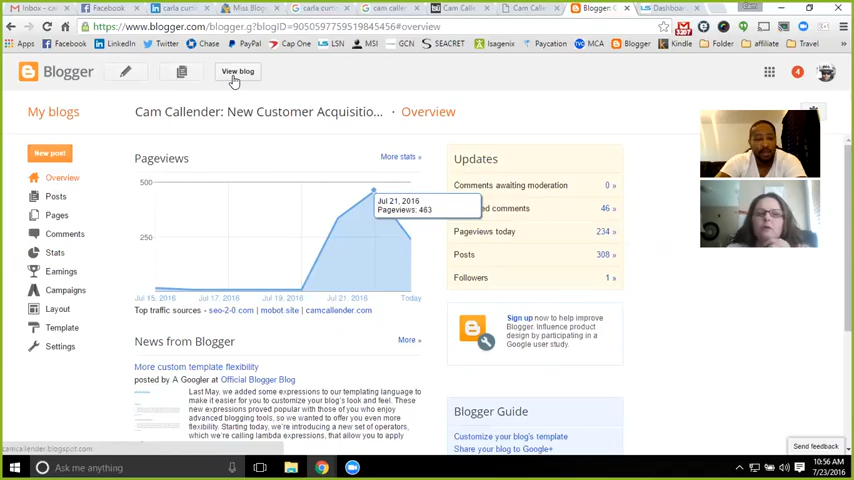 Inbox - ca
Facebook
linkedin carla cum
Miss Blog
carla curti
cam caller
Cam Calle
Cam Caller
Blogger: C
Dashboar
Cam
https://www.blogger.com/blogger.g?blogID=9050597759519845456#overview
Apps
Facebook
LinkedIn
Twitter
Chase
PayPal
Cap One
LSN
MSI
GCN
SEACRET
Isagenix
Paycation
MCA
Blogger
Kindle
affiliate
Travel
3207
Blogger
View blog
4
My blogs
Cam Callender: New Customer Acquisitio... · Overview
New post
Overview
Posts
Pages
Comments
Stats
Earnings
Campaigns
Layout
Template
Settings
Pageviews
More stats »
500
250
Jul 21, 2016
Pageviews: 463
Jul 15, 2016
Jul 17, 2016
Jul 19, 2016
Jul 21, 2016
Today
Top traffic sources - seo-2-0 com | mobot site | camcallender.com
News from Blogger
More »
More custom template flexibility
posted by A Googler at Official Blogger Blog
Last May, we added some expressions to our templating language to
make it easier for you to customize your blog's look and feel. These
new expressions proved popular with those of you who enjoy
advanced blogging tools, so we wanted to offer you even more
flexibility. Starting today, we're introducing a new set of operators,
which we're calling lambda expressions, that allow you to apply
Updates
Comments awaiting moderation
0 »
ed comments
46 »
Pageviews today
234 »
Posts
308 »
Followers
1 »
Sign up now to help improve
Blogger. Influence product
design by participating in a
Google user study.
Blogger Guide
Customize your blog's template
Share your blog to Google+
Send feedback
camcallender.blogspot.com
Ask me anything
10:56 AM
7/23/2016